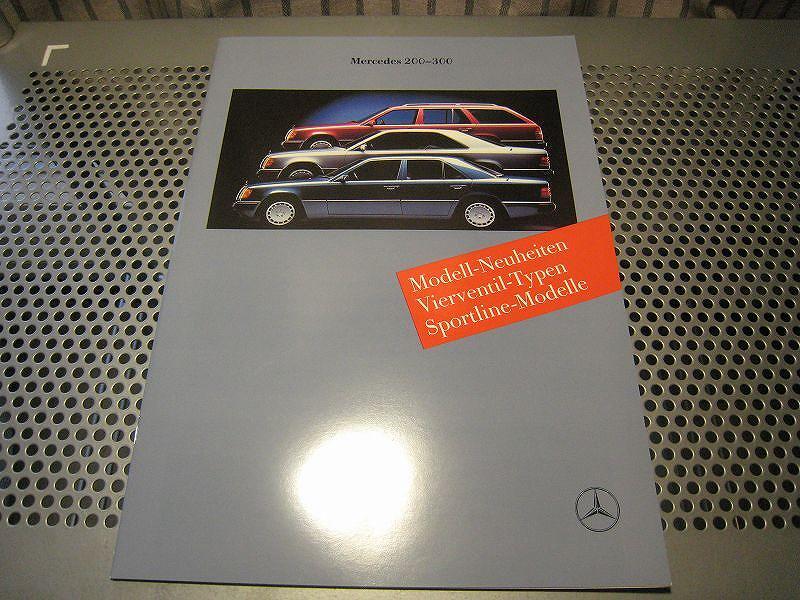 Mercedes 200–300
Modell-Neuheiten
Vierventil-Typen
Sportline-Modelle